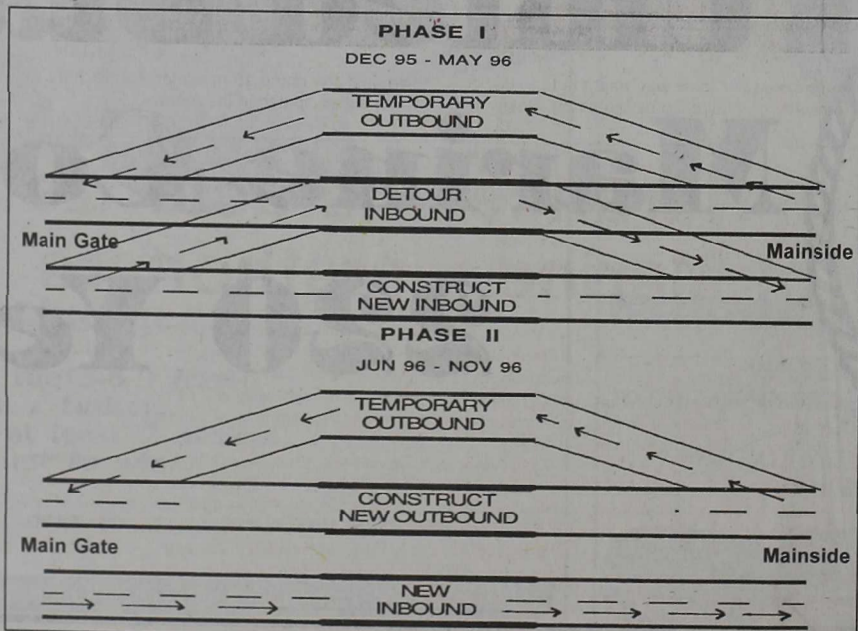 PHASE I
DEC 95 - MAY 96
TEMPORARY
OUTBOUND
DETOUR
INBOUND
Main Gate
Mainside
CONSTRUCT
NEW INBOUND
PHASE II
JUN 96 - NOV 96
TEMPORARY
OUTBOUND
CONSTRUCT
NEW OUTBOUND
Main Gate
Mainside
NEW
INBOUND